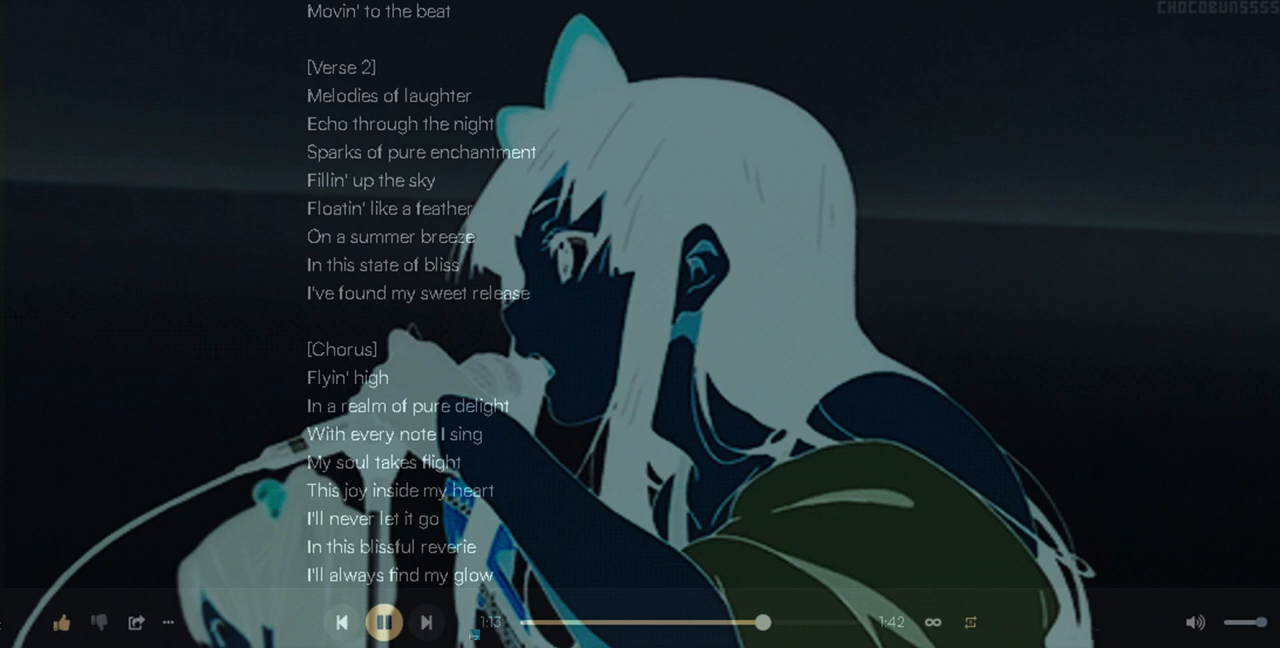 CHOCOBUNSSSS
Movin' to the beat
[Verse 2]
Melodies of laughter
Echo through the night
Sparks of pure enchantment
Fillin' up the sky
Floatin' like a feather
On a summer breeze
In this state of bliss
I've found my sweet release
[Chorus]
Flyin' high
In a realm of pure delight
With every note I sing
My soul takes flight
This joy inside my heart
I'll never let it go
In this blissful reverie
I'll always find my glow
1:13
1:42